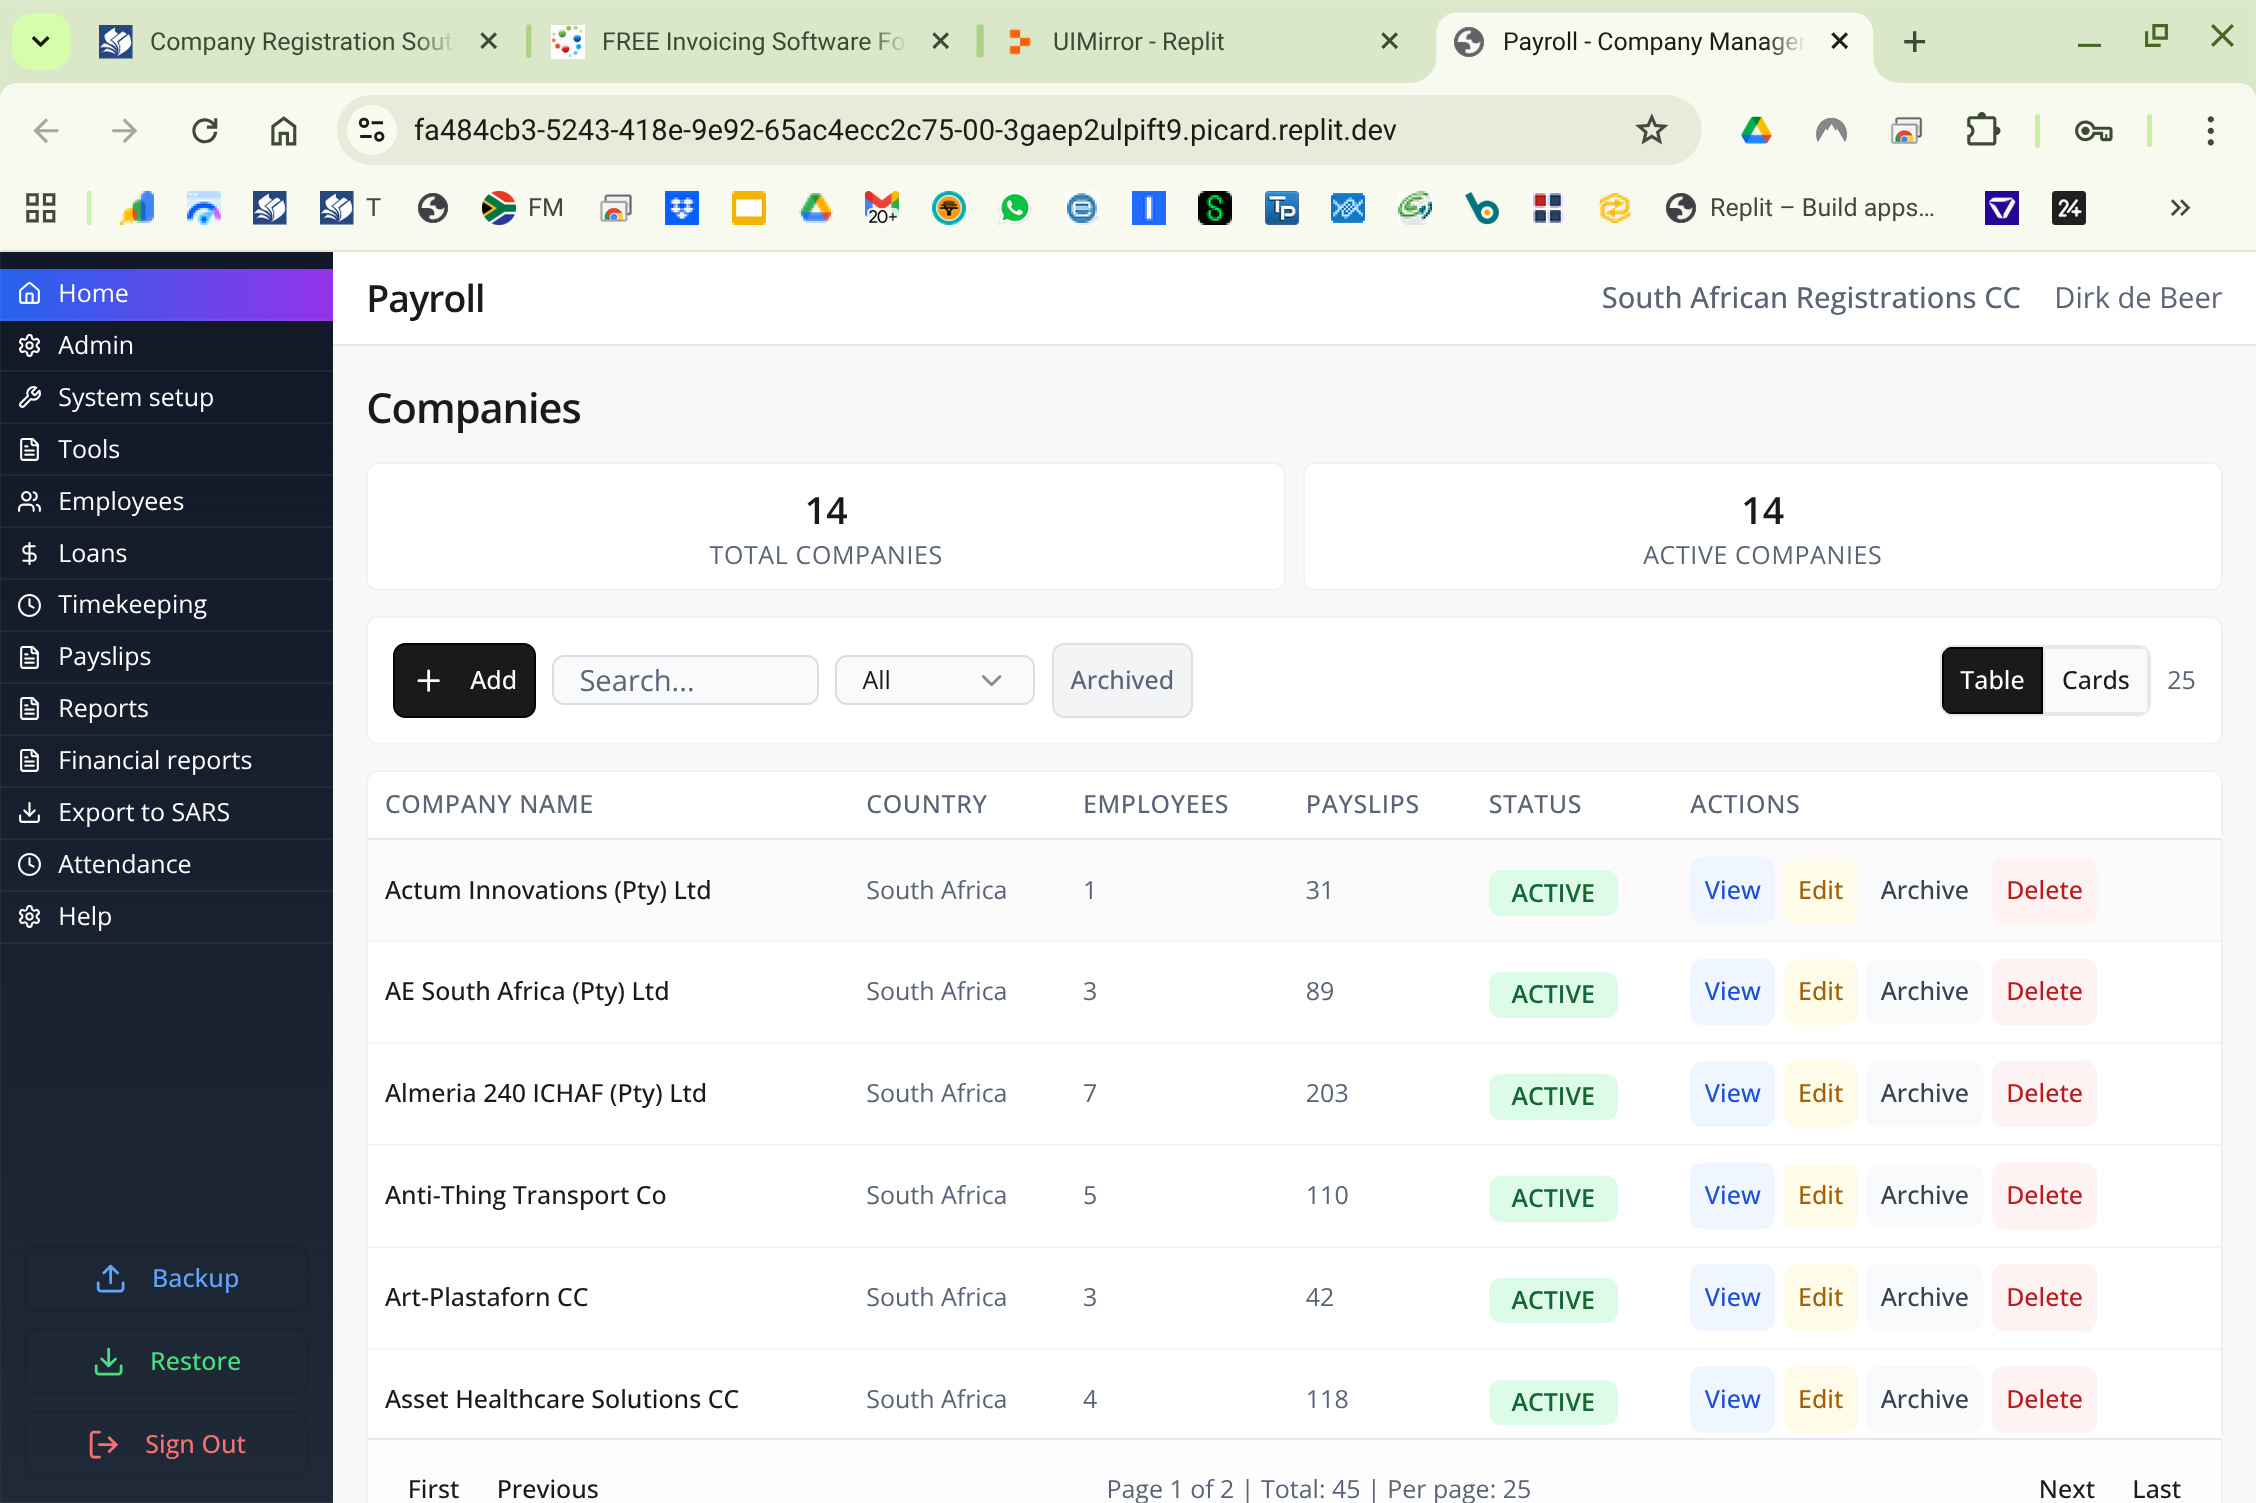 Company Registration Sout
FREE Invoicing Software Fo
UIMirror - Replit
Payroll - Company Manager
fa484cb3-5243-418e-9e92-65ac4ecc2c75-00-3gaep2ulpift9.picard.replit.dev
T
FM
20+
I
S
TP
Replit – Build apps...
24
Payroll
South African Registrations CC
Dirk de Beer
Home
Admin
System setup
Tools
Employees
Loans
Timekeeping
Payslips
Reports
Financial reports
Export to SARS
Attendance
Help
Backup
Restore
Sign Out
Companies
14
TOTAL COMPANIES
14
ACTIVE COMPANIES
+ Add
Search...
All
Archived
Table
Cards
25
COMPANY NAME COUNTRY EMPLOYEES PAYSLIPS STATUS ACTIONS
Actum Innovations (Pty) Ltd South Africa 1 31 ACTIVE View Edit Archive Delete
AE South Africa (Pty) Ltd South Africa 3 89 ACTIVE View Edit Archive Delete
Almeria 240 ICHAF (Pty) Ltd South Africa 7 203 ACTIVE View Edit Archive Delete
Anti-Thing Transport Co South Africa 5 110 ACTIVE View Edit Archive Delete
Art-Plastaforn CC South Africa 3 42 ACTIVE View Edit Archive Delete
Asset Healthcare Solutions CC South Africa 4 118 ACTIVE View Edit Archive Delete
First Previous Page 1 of 2 | Total: 45 | Per page: 25 Next Last